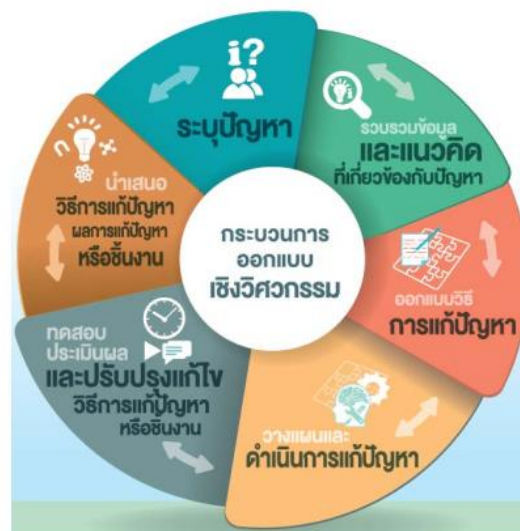 กระบวนการ
ออกแบบ
เชิงวิศวกรรม
i?
ระบุปัญหา
รวบรวมข้อมูล
และแนวคิด
ที่เกี่ยวข้องกับปัญหา
ออกแบบวิธี
การแก้ปัญหา
วางแผนและ
ดำเนินการแก้ปัญหา
ทดสอบ
ประเมินผล
และปรับปรุงแก้ไข
วิธีการแก้ปัญหา
หรือชิ้นงาน
นำเสนอ
วิธีการแก้ปัญหา
ผลการแก้ปัญหา
หรือชิ้นงาน